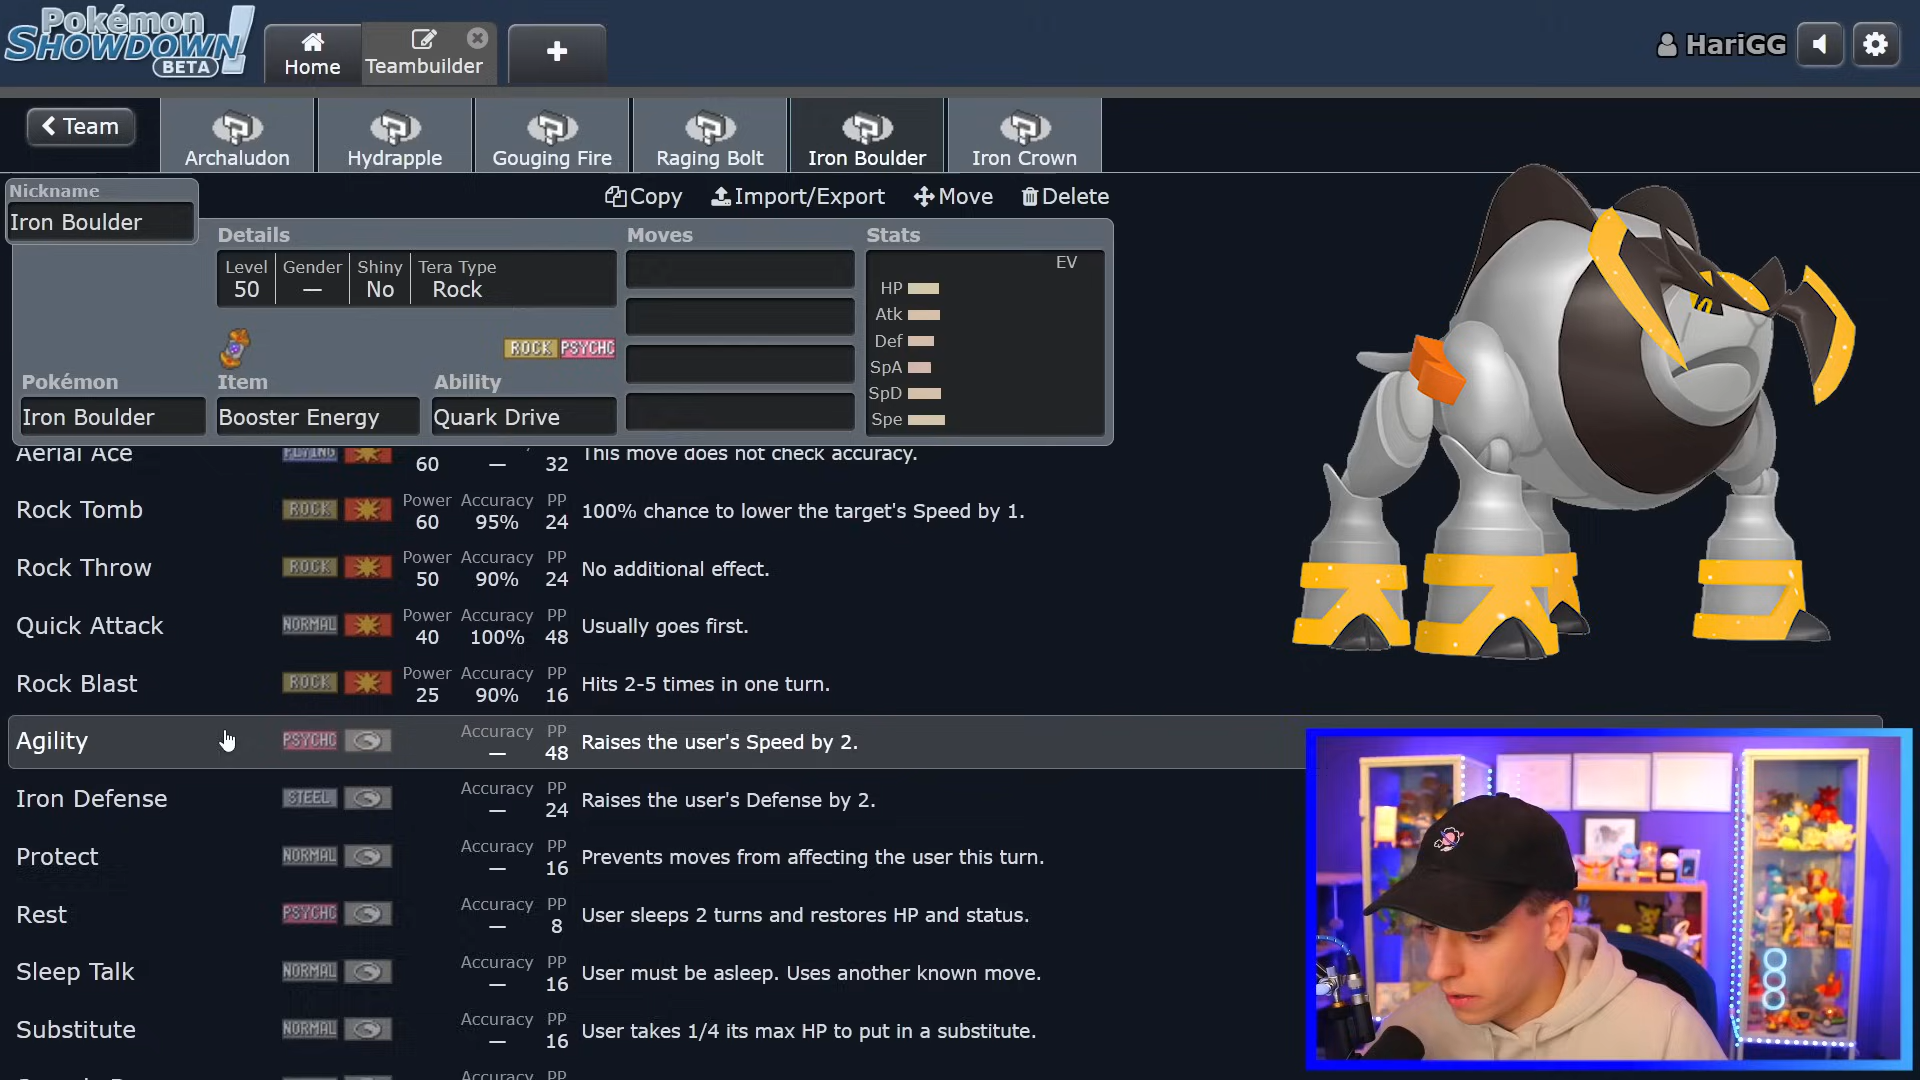 Pokémon
SHOWDOWN!
BETA
Home
Teambuilder
HariGG
Team
Archaludon
Hydrapple
Gouging Fire
Raging Bolt
Iron Boulder
Iron Crown
Nickname
Iron Boulder
Copy
Import/Export
Move
Delete
Details
Moves
Stats
Level Gender Shiny Tera Type
50 — No Rock
EV
HP
Atk
Def
SpA
SpD
Spe
ROCK PSYCHC
Pokémon
Item
Ability
Iron Boulder
Booster Energy
Quark Drive
Aerial Ace FLYING 60 — 32 This move does not check accuracy.
Power Accuracy PP
Rock Tomb ROCK 60 95% 24 100% chance to lower the target's Speed by 1.
Power Accuracy PP
Rock Throw ROCK 50 90% 24 No additional effect.
Power Accuracy PP
Quick Attack NORMAL 40 100% 48 Usually goes first.
Power Accuracy PP
Rock Blast ROCK 25 90% 16 Hits 2-5 times in one turn.
Accuracy PP
Agility PSYCHC — 48 Raises the user's Speed by 2.
Accuracy PP
Iron Defense STEEL — 24 Raises the user's Defense by 2.
Accuracy PP
Protect NORMAL — 16 Prevents moves from affecting the user this turn.
Accuracy PP
Rest PSYCHC — 8 User sleeps 2 turns and restores HP and status.
Accuracy PP
Sleep Talk NORMAL — 16 User must be asleep. Uses another known move.
Accuracy PP
Substitute NORMAL — 16 User takes 1/4 its max HP to put in a substitute.
Accuracy PP